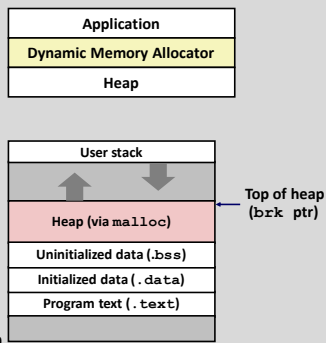 Application
Dynamic Memory Allocator
Heap
User stack
Top of heap
(brk ptr)
Heap (via malloc)
Uninitialized data (.bss)
Initialized data (.data)
Program text (.text)